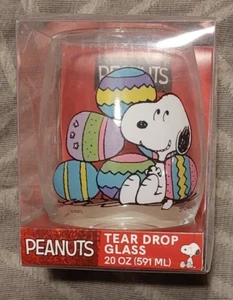 PEANUTS
PEANUTS
TEAR DROP
GLASS
20 OZ (591 ML)